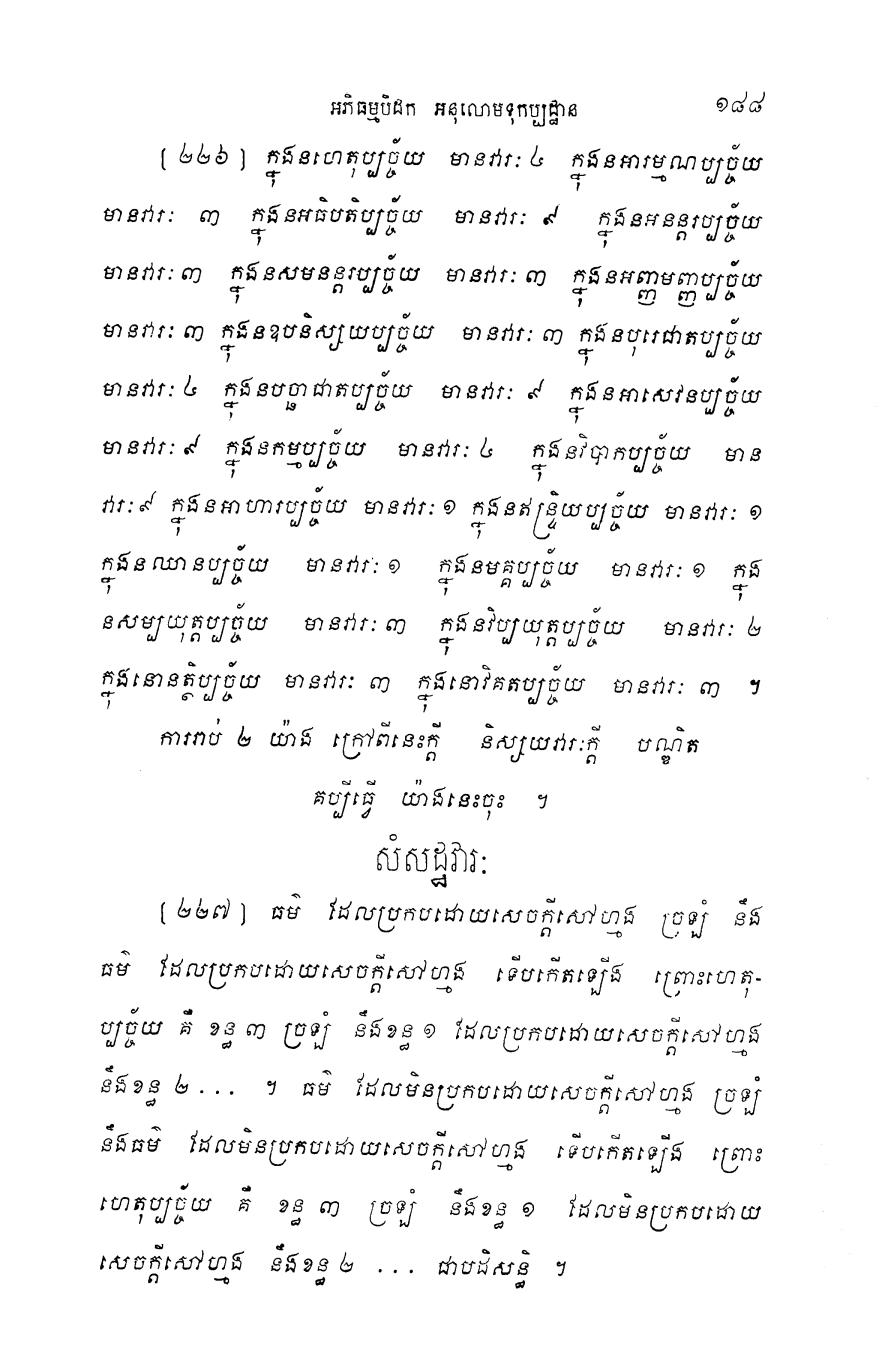 អភិធម្មបិដក អនុលោមទុកប្បដ្ឋាន ១៨៨
[២២៦] ក្នុងនហេតុប្បច្ច័យ មានវារៈ ៤ ក្នុងនអារម្មណប្បច្ច័យ
មានវារៈ ៣ ក្នុងនអធិបតិប្បច្ច័យ មានវារៈ ៩ ក្នុងនអនន្តរប្បច្ច័យ
មានវារៈ ៣ ក្នុងនសមនន្តរប្បច្ច័យ មានវារៈ ៣ ក្នុងនអញ្ញមញ្ញប្បច្ច័យ
មានវារៈ ៣ ក្នុងនឧបនិស្សយប្បច្ច័យ មានវារៈ ៣ ក្នុងនបុរេជាតប្បច្ច័យ
មានវារៈ ៤ ក្នុងនបច្ឆាជាតប្បច្ច័យ មានវារៈ ៩ ក្នុងនអាសេវនប្បច្ច័យ
មានវារៈ ៩ ក្នុងនកម្មប្បច្ច័យ មានវារៈ ៤ ក្នុងនវិបាកប្បច្ច័យ មាន
វារៈ ៩ ក្នុងនអាហារប្បច្ច័យ មានវារៈ ១ ក្នុងនឥន្ទ្រិយប្បច្ច័យ មានវារៈ ១
ក្នុងនឈានប្បច្ច័យ មានវារៈ ១ ក្នុងនមគ្គប្បច្ច័យ មានវារៈ ១ ក្នុង
នសម្បយុត្តប្បច្ច័យ មានវារៈ ៣ ក្នុងនវិប្បយុត្តប្បច្ច័យ មានវារៈ ២
ក្នុងនោនត្ថិប្បច្ច័យ មានវារៈ ៣ ក្នុងនោវិគតប្បច្ច័យ មានវារៈ ៣ ។
ការរាប់ ២ យ៉ាង ក្រៅពីនេះក្តី និស្សយវារៈក្តី បណ្ឌិត
គប្បីធ្វើ យ៉ាងនេះចុះ ។
សំសដ្ឋវារៈ
[២២៧] ធម៌ ដែលប្រកបដោយសេចក្តីសៅហ្មង ច្រឡំ នឹង
ធម៌ ដែលប្រកបដោយសេចក្តីសៅហ្មង ទើបកើតឡើង ព្រោះហេតុ-
ប្បច្ច័យ គឺ ខន្ធ ៣ ច្រឡំ នឹងខន្ធ ១ ដែលប្រកបដោយសេចក្តីសៅហ្មង
នឹងខន្ធ ២ ... ។ ធម៌ ដែលមិនប្រកបដោយសេចក្តីសៅហ្មង ច្រឡំ
នឹងធម៌ ដែលមិនប្រកបដោយសេចក្តីសៅហ្មង ទើបកើតឡើង ព្រោះ
ហេតុប្បច្ច័យ គឺ ខន្ធ ៣ ច្រឡំ នឹងខន្ធ ១ ដែលមិនប្រកបដោយ
សេចក្តីសៅហ្មង នឹងខន្ធ ២ ... ជាបដិសន្ធិ ។